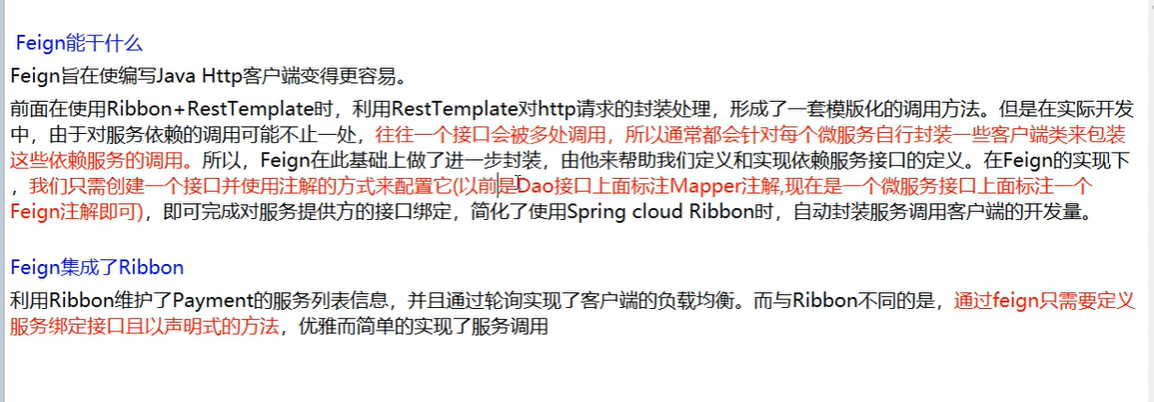 Feign能干什么
Feign旨在使编写Java Http客户端变得更容易。
前面在使用Ribbon+RestTemplate时，利用RestTemplate对http请求的封装处理，形成了一套模版化的调用方法。但是在实际开发
中，由于对服务依赖的调用可能不止一处，往往一个接口会被多处调用，所以通常都会针对每个微服务自行封装一些客户端类来包装
这些依赖服务的调用。所以，Feign在此基础上做了进一步封装，由他来帮助我们定义和实现依赖服务接口的定义。在Feign的实现下
，我们只需创建一个接口并使用注解的方式来配置它(以前是Dao接口上面标注Mapper注解,现在是一个微服务接口上面标注一个
Feign注解即可)，即可完成对服务提供方的接口绑定，简化了使用Spring cloud Ribbon时，自动封装服务调用客户端的开发量。
Feign集成了Ribbon
利用Ribbon维护了Payment的服务列表信息，并且通过轮询实现了客户端的负载均衡。而与Ribbon不同的是，通过feign只需要定义
服务绑定接口且以声明式的方法，优雅而简单的实现了服务调用